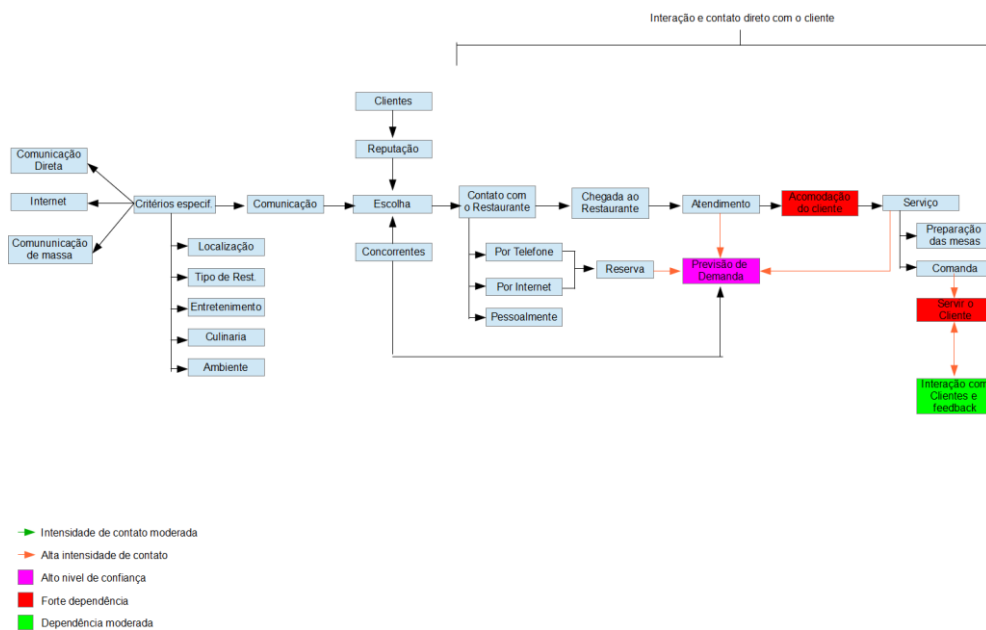 Interação e contato direto com o cliente
Clientes
Reputação
Comunicação
Direta
Internet
Comununicação
de massa
Critérios especif.
Comunicação
Escolha
Contato com
o Restaurante
Chegada ao
Restaurante
Atendimento
Acomodação
do cliente
Serviço
Localização
Tipo de Rest.
Entretenimento
Culinaria
Ambiente
Concorrentes
Por Telefone
Por Internet
Pessoalmente
Reserva
Previsão de
Demanda
Preparação
das mesas
Comanda
Servir o
Cliente
Interação com
Clientes e
feedback
Intensidade de contato moderada
Alta intensidade de contato
Alto nivel de confiança
Forte dependência
Dependência moderada